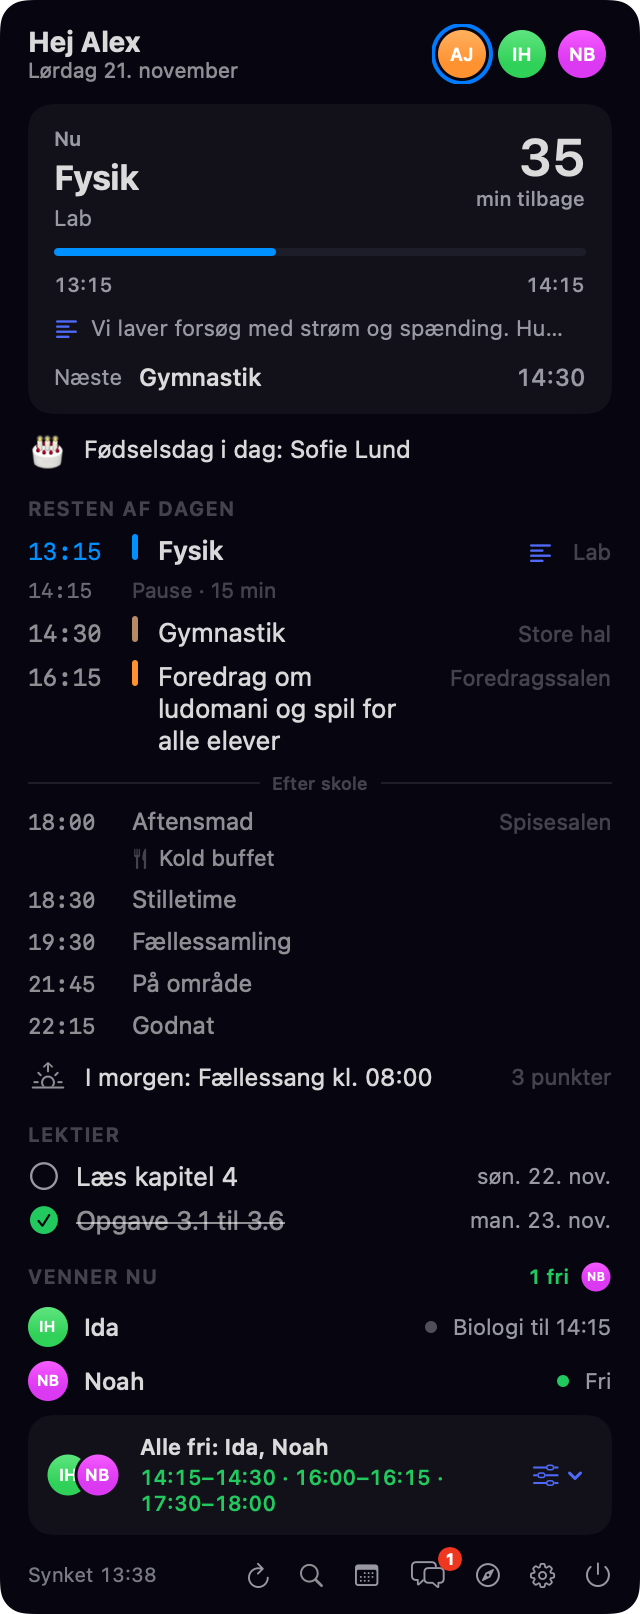 Hej Alex
Lørdag 21. november
AJ
IH
NB
Nu
Fysik
Lab
35
min tilbage
13:15
14:15
Vi laver forsøg med strøm og spænding. Hu...
Næste Gymnastik 14:30
Fødselsdag i dag: Sofie Lund
RESTEN AF DAGEN
13:15 Fysik Lab
14:15 Pause · 15 min
14:30 Gymnastik Store hal
16:15 Foredrag om Foredragssalen
ludomani og spil for
alle elever
Efter skole
18:00 Aftensmad Spisesalen
Kold buffet
18:30 Stilletime
19:30 Fællessamling
21:45 På område
22:15 Godnat
I morgen: Fællessang kl. 08:00 3 punkter
LEKTIER
Læs kapitel 4 søn. 22. nov.
Opgave 3.1 til 3.6 man. 23. nov.
VENNER NU 1 fri NB
IH Ida Biologi til 14:15
NB Noah Fri
IH NB
Alle fri: Ida, Noah
14:15–14:30 · 16:00–16:15 ·
17:30–18:00
Synket 13:38 1